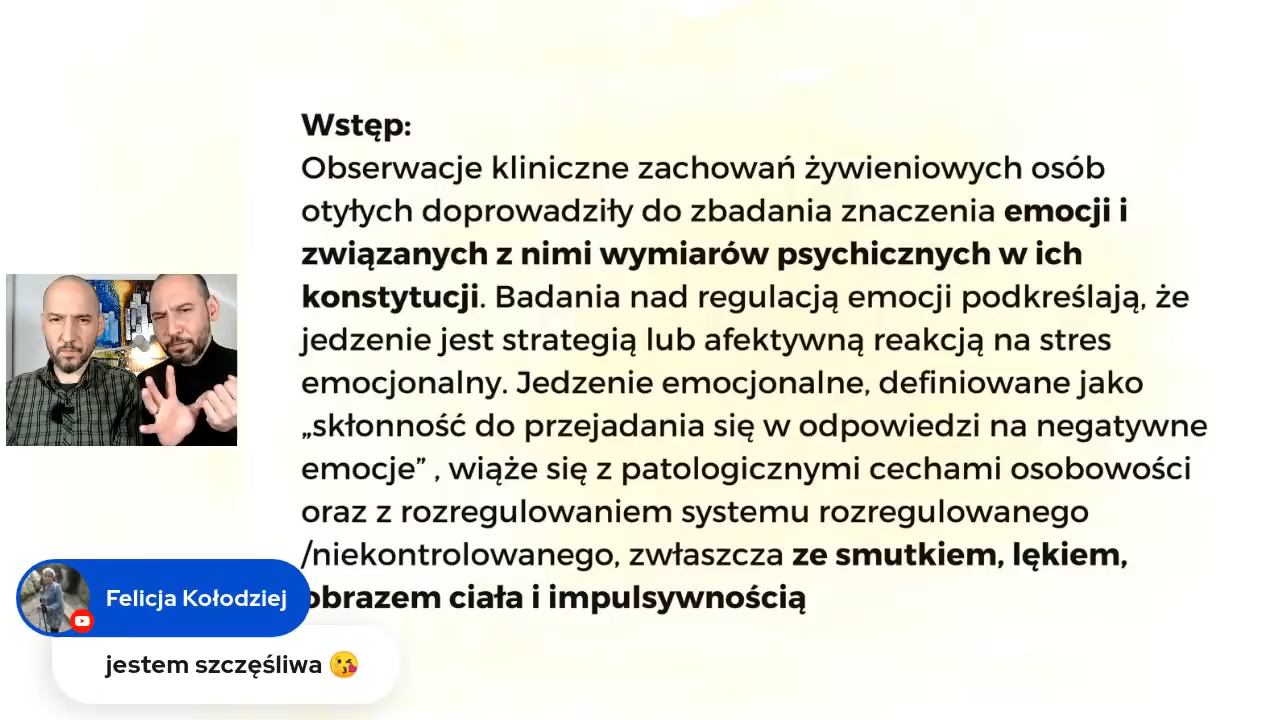 Wstęp:
Obserwacje kliniczne zachowań żywieniowych osób
otyłych doprowadziły do zbadania znaczenia emocji i
związanych z nimi wymiarów psychicznych w ich
konstytucji. Badania nad regulacją emocji podkreślają, że
jedzenie jest strategią lub afektywną reakcją na stres
emocjonalny. Jedzenie emocjonalne, definiowane jako
„skłonność do przejadania się w odpowiedzi na negatywne
emocje” , wiąże się z patologicznymi cechami osobowości
oraz z rozregulowaniem systemu rozregulowanego
/niekontrolowanego, zwłaszcza ze smutkiem, lękiem,
obrazem ciała i impulsywnością
Felicja Kołodziej
jestem szczęśliwa 😘